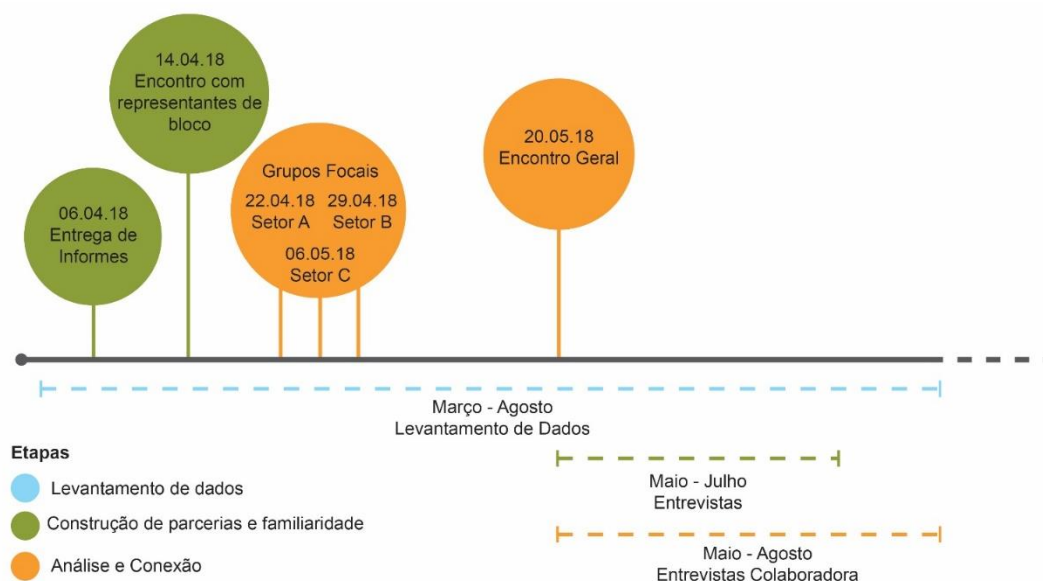 14.04.18
Encontro com
representantes de
bloco
06.04.18
Entrega de
Informes
Grupos Focais
22.04.18 29.04.18
Setor A Setor B
06.05.18
Setor C
20.05.18
Encontro Geral
Março - Agosto
Levantamento de Dados
Etapas
Levantamento de dados
Construção de parcerias e familiaridade
Análise e Conexão
Maio - Julho
Entrevistas
Maio - Agosto
Entrevistas Colaboradora